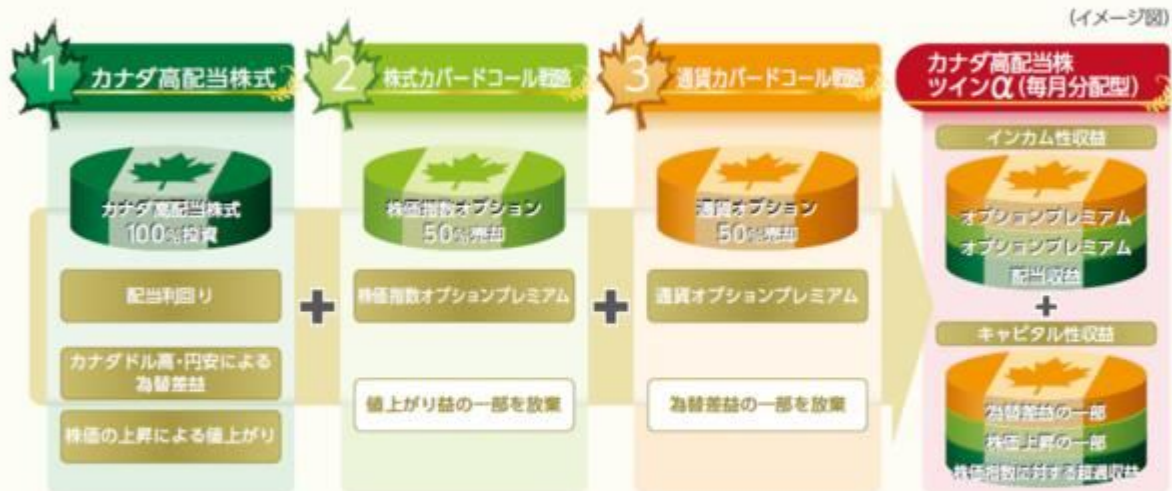 (イメージ図)
1 カナダ高配当株式
カナダ高配当株式
100%投資
配当利回り
カナダドル高・円安による
為替差益
株価の上昇による値上がり
+
2 株式カバードコール戦略
株価指数オプション
50%売却
株価指数オプションプレミアム
値上がり益の一部を放棄
+
3 通貨カバードコール戦略
通貨オプション
50%売却
通貨オプションプレミアム
為替差益の一部を放棄
カナダ高配当株
ツインα(毎月分配型)
インカム性収益
オプションプレミアム
オプションプレミアム
配当収益
+
キャピタル性収益
為替差益の一部
株価上昇の一部
株価指数に対する超過収益